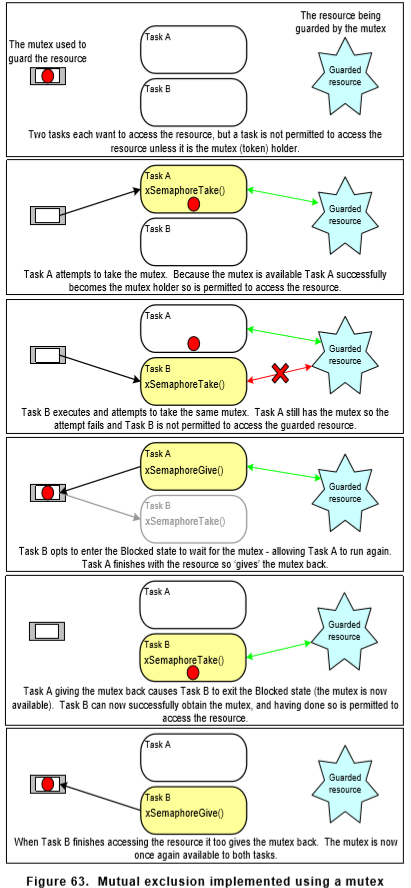 The mutex used to
guard the resource
Task A
Task B
The resource being
guarded by the mutex
Guarded
resource
Two tasks each want to access the resource, but a task is not permitted to access the
resource unless it is the mutex (token) holder.
Task A
xSemaphoreTake()
Task B
Guarded
resource
Task A attempts to take the mutex. Because the mutex is available Task A successfully
becomes the mutex holder so is permitted to access the resource.
Task A
Task B
xSemaphoreTake()
Guarded
resource
Task B executes and attempts to take the same mutex. Task A still has the mutex so the
attempt fails and Task B is not permitted to access the guarded resource.
Task A
xSemaphoreGive()
Task B
xSemaphoreTake()
Guarded
resource
Task B opts to enter the Blocked state to wait for the mutex - allowing Task A to run again.
Task A finishes with the resource so 'gives' the mutex back.
Task A
Task B
xSemaphoreTake()
Guarded
resource
Task A giving the mutex back causes Task B to exit the Blocked state (the mutex is now
available). Task B can now successfully obtain the mutex, and having done so is permitted to
access the resource.
Task A
Task B
xSemaphoreGive()
Guarded
resource
When Task B finishes accessing the resource it too gives the mutex back. The mutex is now
once again available to both tasks.
Figure 63. Mutual exclusion implemented using a mutex